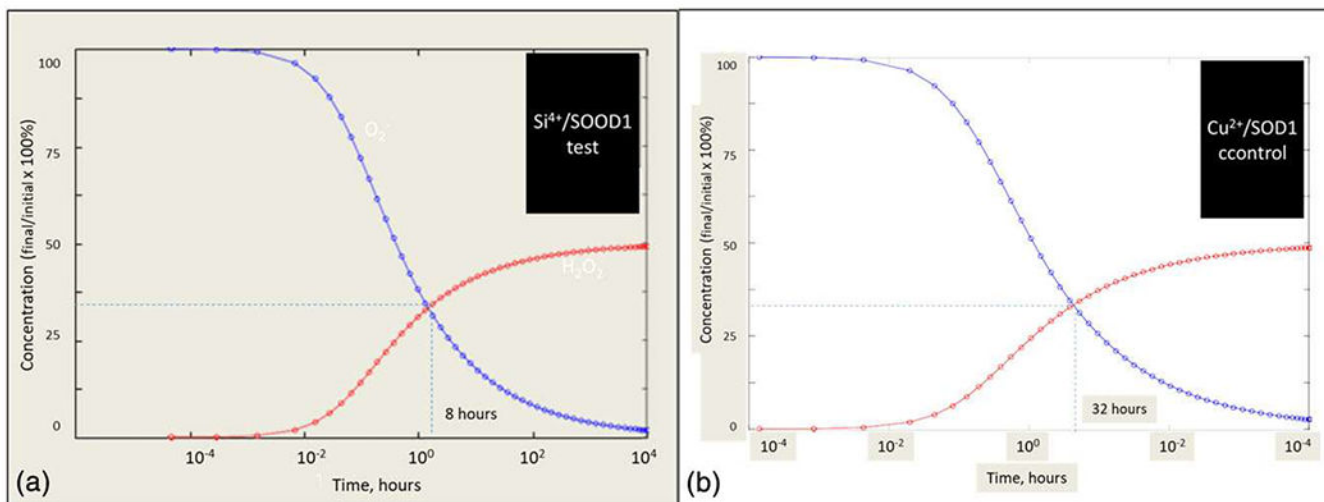 Concentration (final/initial x 100%)
100
75
50
25
0
O₂⁻
H₂O₂
Si⁴⁺/SOOD1
test
8 hours
10⁻⁴
10⁻²
10⁰
10²
10⁴
Time, hours
(a)
Concentration (final/initial x 100%)
100
75
50
25
0
Cu²⁺/SOD1
ccontrol
32 hours
10⁻⁴
10⁻²
10⁰
10⁻²
10⁻⁴
Time, hours
(b)